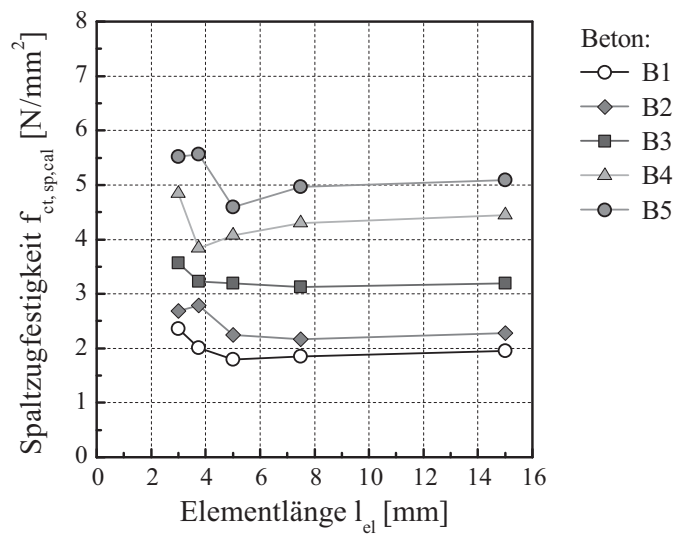 Spaltzugfestigkeit f_ct,sp,cal [N/mm²]
8
7
6
5
4
3
2
1
0
0 2 4 6 8 10 12 14 16
Elementlänge l_el [mm]
Beton:
B1
B2
B3
B4
B5